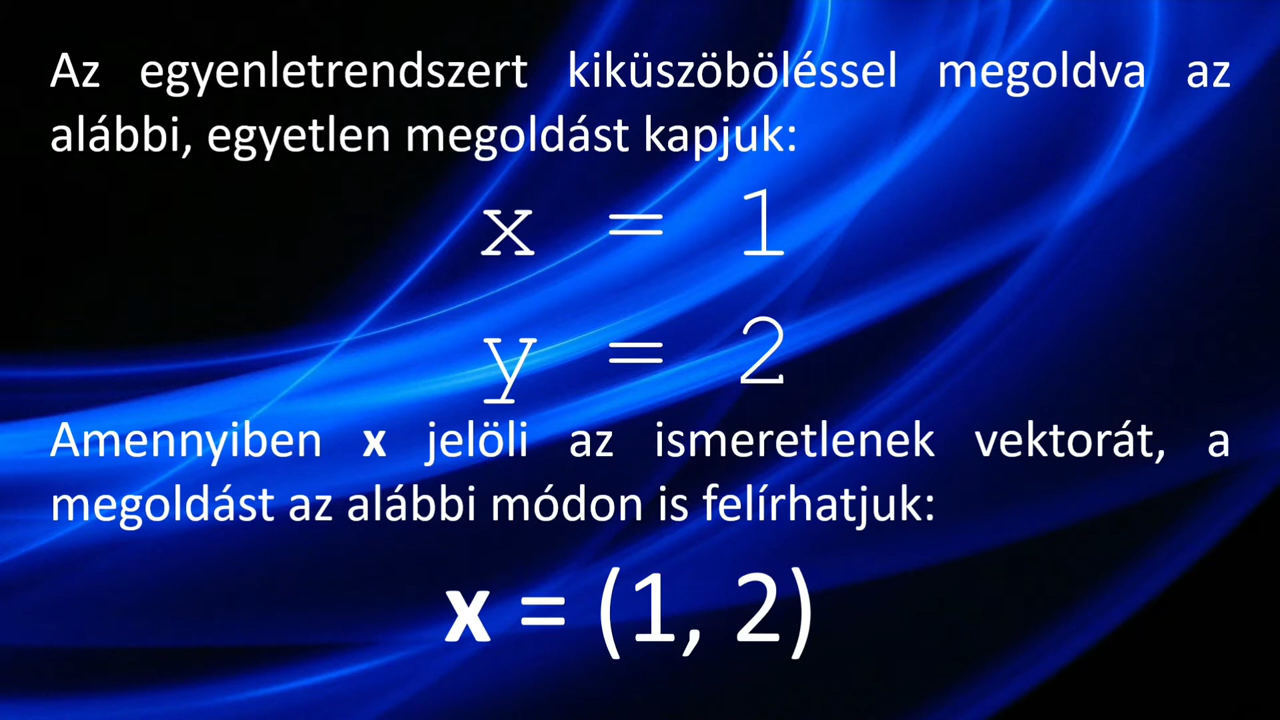 Az egyenletrendszert kiküszöböléssel megoldva az
alábbi, egyetlen megoldást kapjuk:
x = 1
y = 2
Amennyiben x jelöli az ismeretlenek vektorát, a
megoldást az alábbi módon is felírhatjuk:
x = (1, 2)